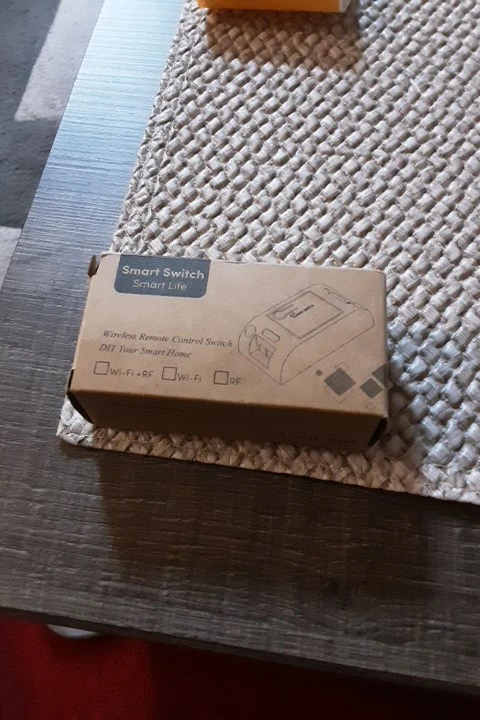 Smart Switch
Smart Life
Wireless Remote Control Switch
DIY Your Smart Home
Wi-Fi +RF Wi-Fi RF